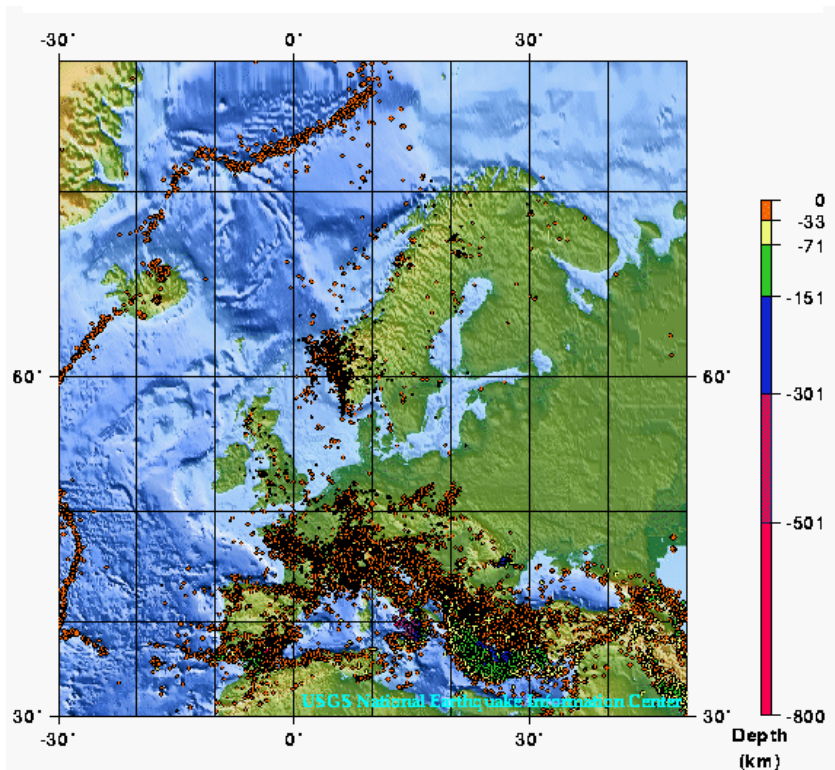 -30° 0° 30°
0
-33
-71
-151
-301
60° 60°
-501
USGS National Earthquake Information Center
30° 30° -800
-30° 0° 30° Depth
(km)